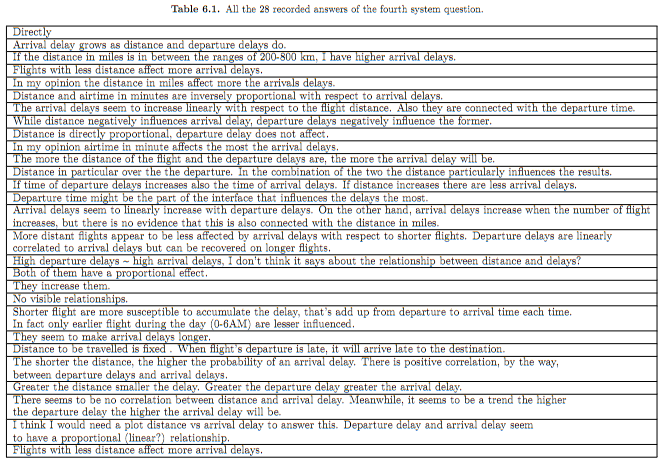 Table 6.1. All the 28 recorded answers of the fourth system question.
Directly
Arrival delay grows as distance and departure delays do.
If the distance in miles is in between the ranges of 200-800 km, I have higher arrival delays.
Flights with less distance affect more arrival delays.
In my opinion the distance in miles affect more the arrivals delays.
Distance and airtime in minutes are inversely proportional with respect to arrival delays.
The arrival delays seem to increase linearly with respect to the flight distance. Also they are connected with the departure time.
While distance negatively influences arrival delay, departure delays negatively influence the former.
Distance is directly proportional, departure delay does not affect.
In my opinion airtime in minute affects the most the arrival delays.
The more the distance of the flight and the departure delays are, the more the arrival delay will be.
Distance in particular over the the departure. In the combination of the two the distance particularly influences the results.
If time of departure delays increases also the time of arrival delays. If distance increases there are less arrival delays.
Departure time might be the part of the interface that influences the delays the most.
Arrival delays seem to linearly increase with departure delays. On the other hand, arrival delays increase when the number of flight
increases, but there is no evidence that this is also connected with the distance in miles.
More distant flights appear to be less affected by arrival delays with respect to shorter flights. Departure delays are linearly
correlated to arrival delays but can be recovered on longer flights.
High departure delays ~ high arrival delays, I don't think it says about the relationship between distance and delays?
Both of them have a proportional effect.
They increase them.
No visible relationships.
Shorter flight are more susceptible to accumulate the delay, that's add up from departure to arrival time each time.
In fact only earlier flight during the day (0-6AM) are lesser influenced.
They seem to make arrival delays longer.
Distance to be travelled is fixed . When flight's departure is late, it will arrive late to the destination.
The shorter the distance, the higher the probability of an arrival delay. There is positive correlation, by the way,
between departure delays and arrival delays.
Greater the distance smaller the delay. Greater the departure delay greater the arrival delay.
There seems to be no correlation between distance and arrival delay. Meanwhile, it seems to be a trend the higher
the departure delay the higher the arrival delay will be.
I think I would need a plot distance vs arrival delay to answer this. Departure delay and arrival delay seem
to have a proportional (linear?) relationship.
Flights with less distance affect more arrival delays.